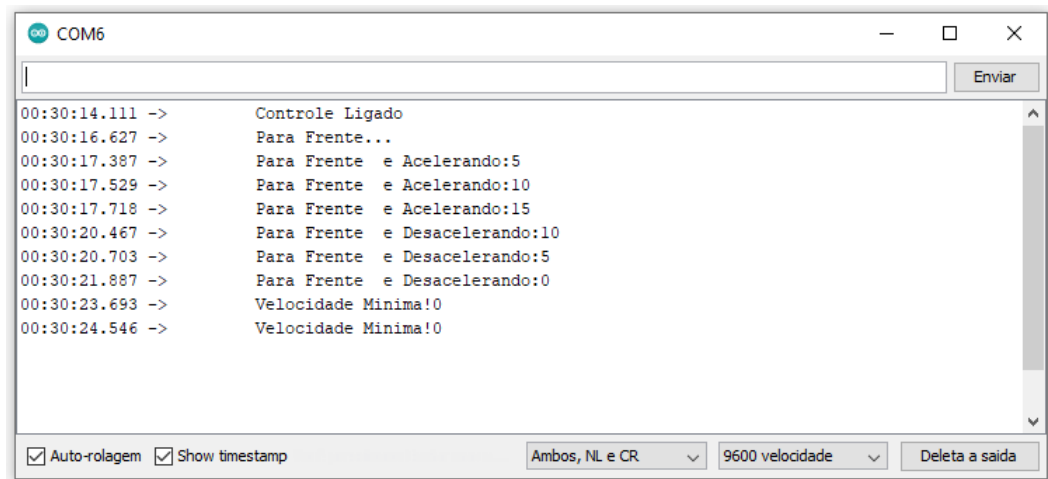 COM6
Enviar
00:30:14.111 -> Controle Ligado
00:30:16.627 -> Para Frente...
00:30:17.387 -> Para Frente  e Acelerando:5
00:30:17.529 -> Para Frente  e Acelerando:10
00:30:17.718 -> Para Frente  e Acelerando:15
00:30:20.467 -> Para Frente  e Desacelerando:10
00:30:20.703 -> Para Frente  e Desacelerando:5
00:30:21.887 -> Para Frente  e Desacelerando:0
00:30:23.693 -> Velocidade Minima!0
00:30:24.546 -> Velocidade Minima!0
Auto-rolagem Show timestamp Ambos, NL e CR 9600 velocidade Deleta a saida